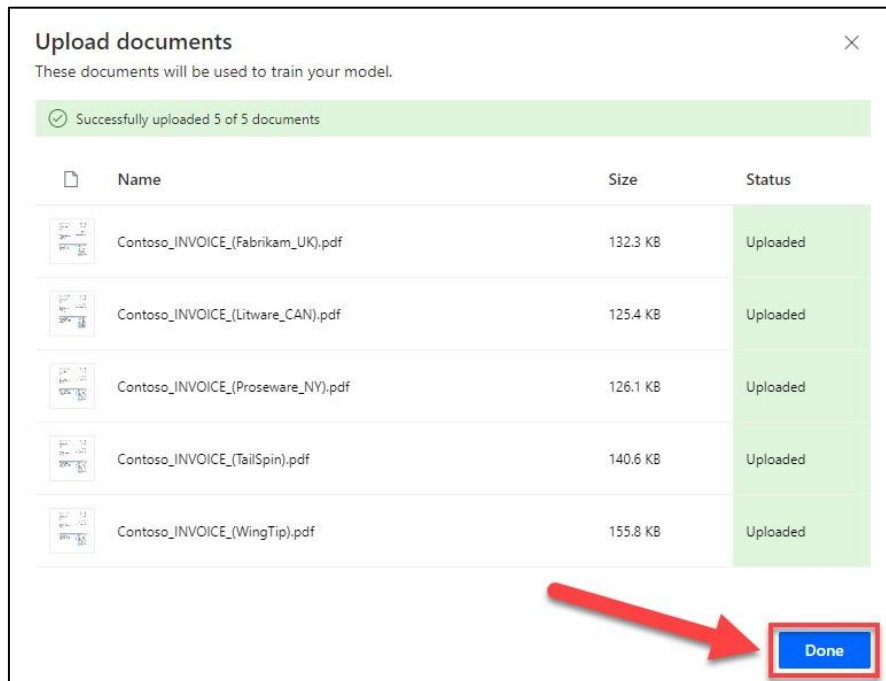 Upload documents
These documents will be used to train your model.
Successfully uploaded 5 of 5 documents
Name Size Status
Contoso_INVOICE_(Fabrikam_UK).pdf 132.3 KB Uploaded
Contoso_INVOICE_(Litware_CAN).pdf 125.4 KB Uploaded
Contoso_INVOICE_(Proseware_NY).pdf 126.1 KB Uploaded
Contoso_INVOICE_(TailSpin).pdf 140.6 KB Uploaded
Contoso_INVOICE_(WingTip).pdf 155.8 KB Uploaded
Done